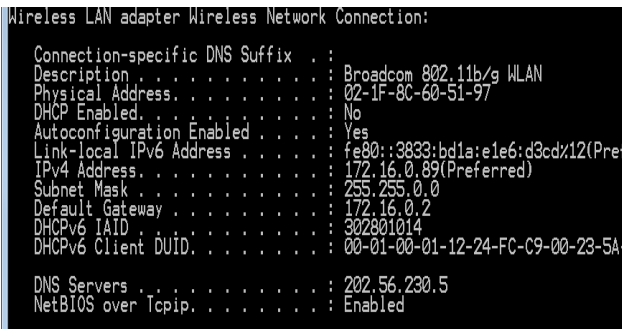 Wireless LAN adapter Wireless Network Connection:
Connection-specific DNS Suffix . :
Description . . . . . . . . . . . : Broadcom 802.11b/g WLAN
Physical Address. . . . . . . . . : 02-1F-8C-60-51-97
DHCP Enabled. . . . . . . . . . . : No
Autoconfiguration Enabled . . . . : Yes
Link-local IPv6 Address . . . . . : fe80::3833:bd1a:e1e6:d3cd%12(Pre
IPv4 Address. . . . . . . . . . . : 172.16.0.89(Preferred)
Subnet Mask . . . . . . . . . . . : 255.255.0.0
Default Gateway . . . . . . . . . : 172.16.0.2
DHCPv6 IAID . . . . . . . . . . . : 302801014
DHCPv6 Client DUID. . . . . . . . : 00-01-00-01-12-24-FC-C9-00-23-5A-
DNS Servers . . . . . . . . . . . : 202.56.230.5
NetBIOS over Tcpip. . . . . . . . : Enabled